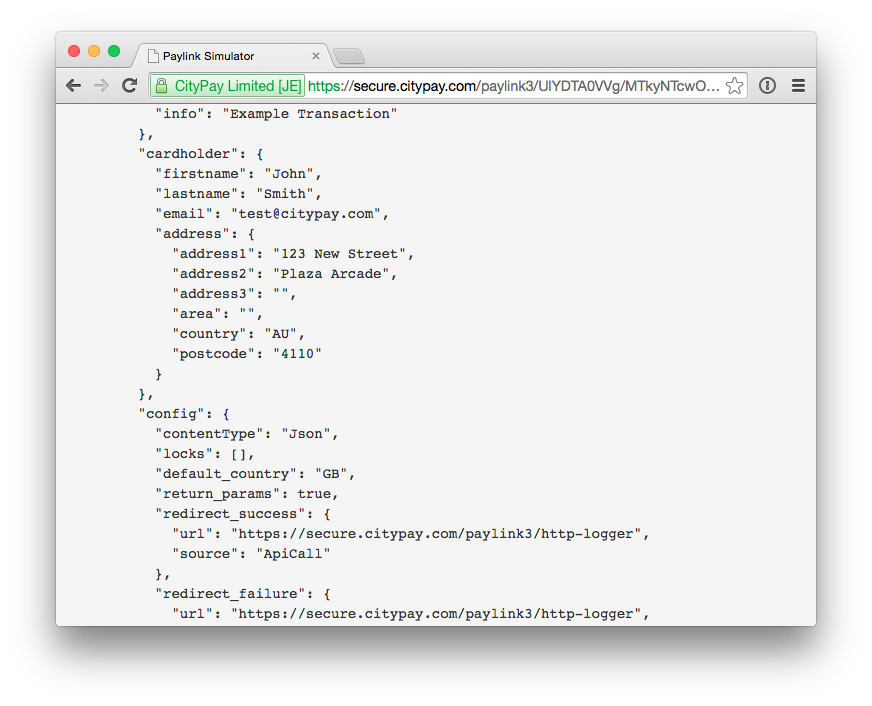 Paylink Simulator
CityPay Limited [JE] https://secure.citypay.com/paylink3/UlYDTA0VVg/MTkyNTcwO...
"info": "Example Transaction"
},
"cardholder": {
"firstname": "John",
"lastname": "Smith",
"email": "test@citypay.com",
"address": {
"address1": "123 New Street",
"address2": "Plaza Arcade",
"address3": "",
"area": "",
"country": "AU",
"postcode": "4110"
}
},
"config": {
"contentType": "Json",
"locks": [],
"default_country": "GB",
"return_params": true,
"redirect_success": {
"url": "https://secure.citypay.com/paylink3/http-logger",
"source": "ApiCall"
},
"redirect_failure": {
"url": "https://secure.citypay.com/paylink3/http-logger",